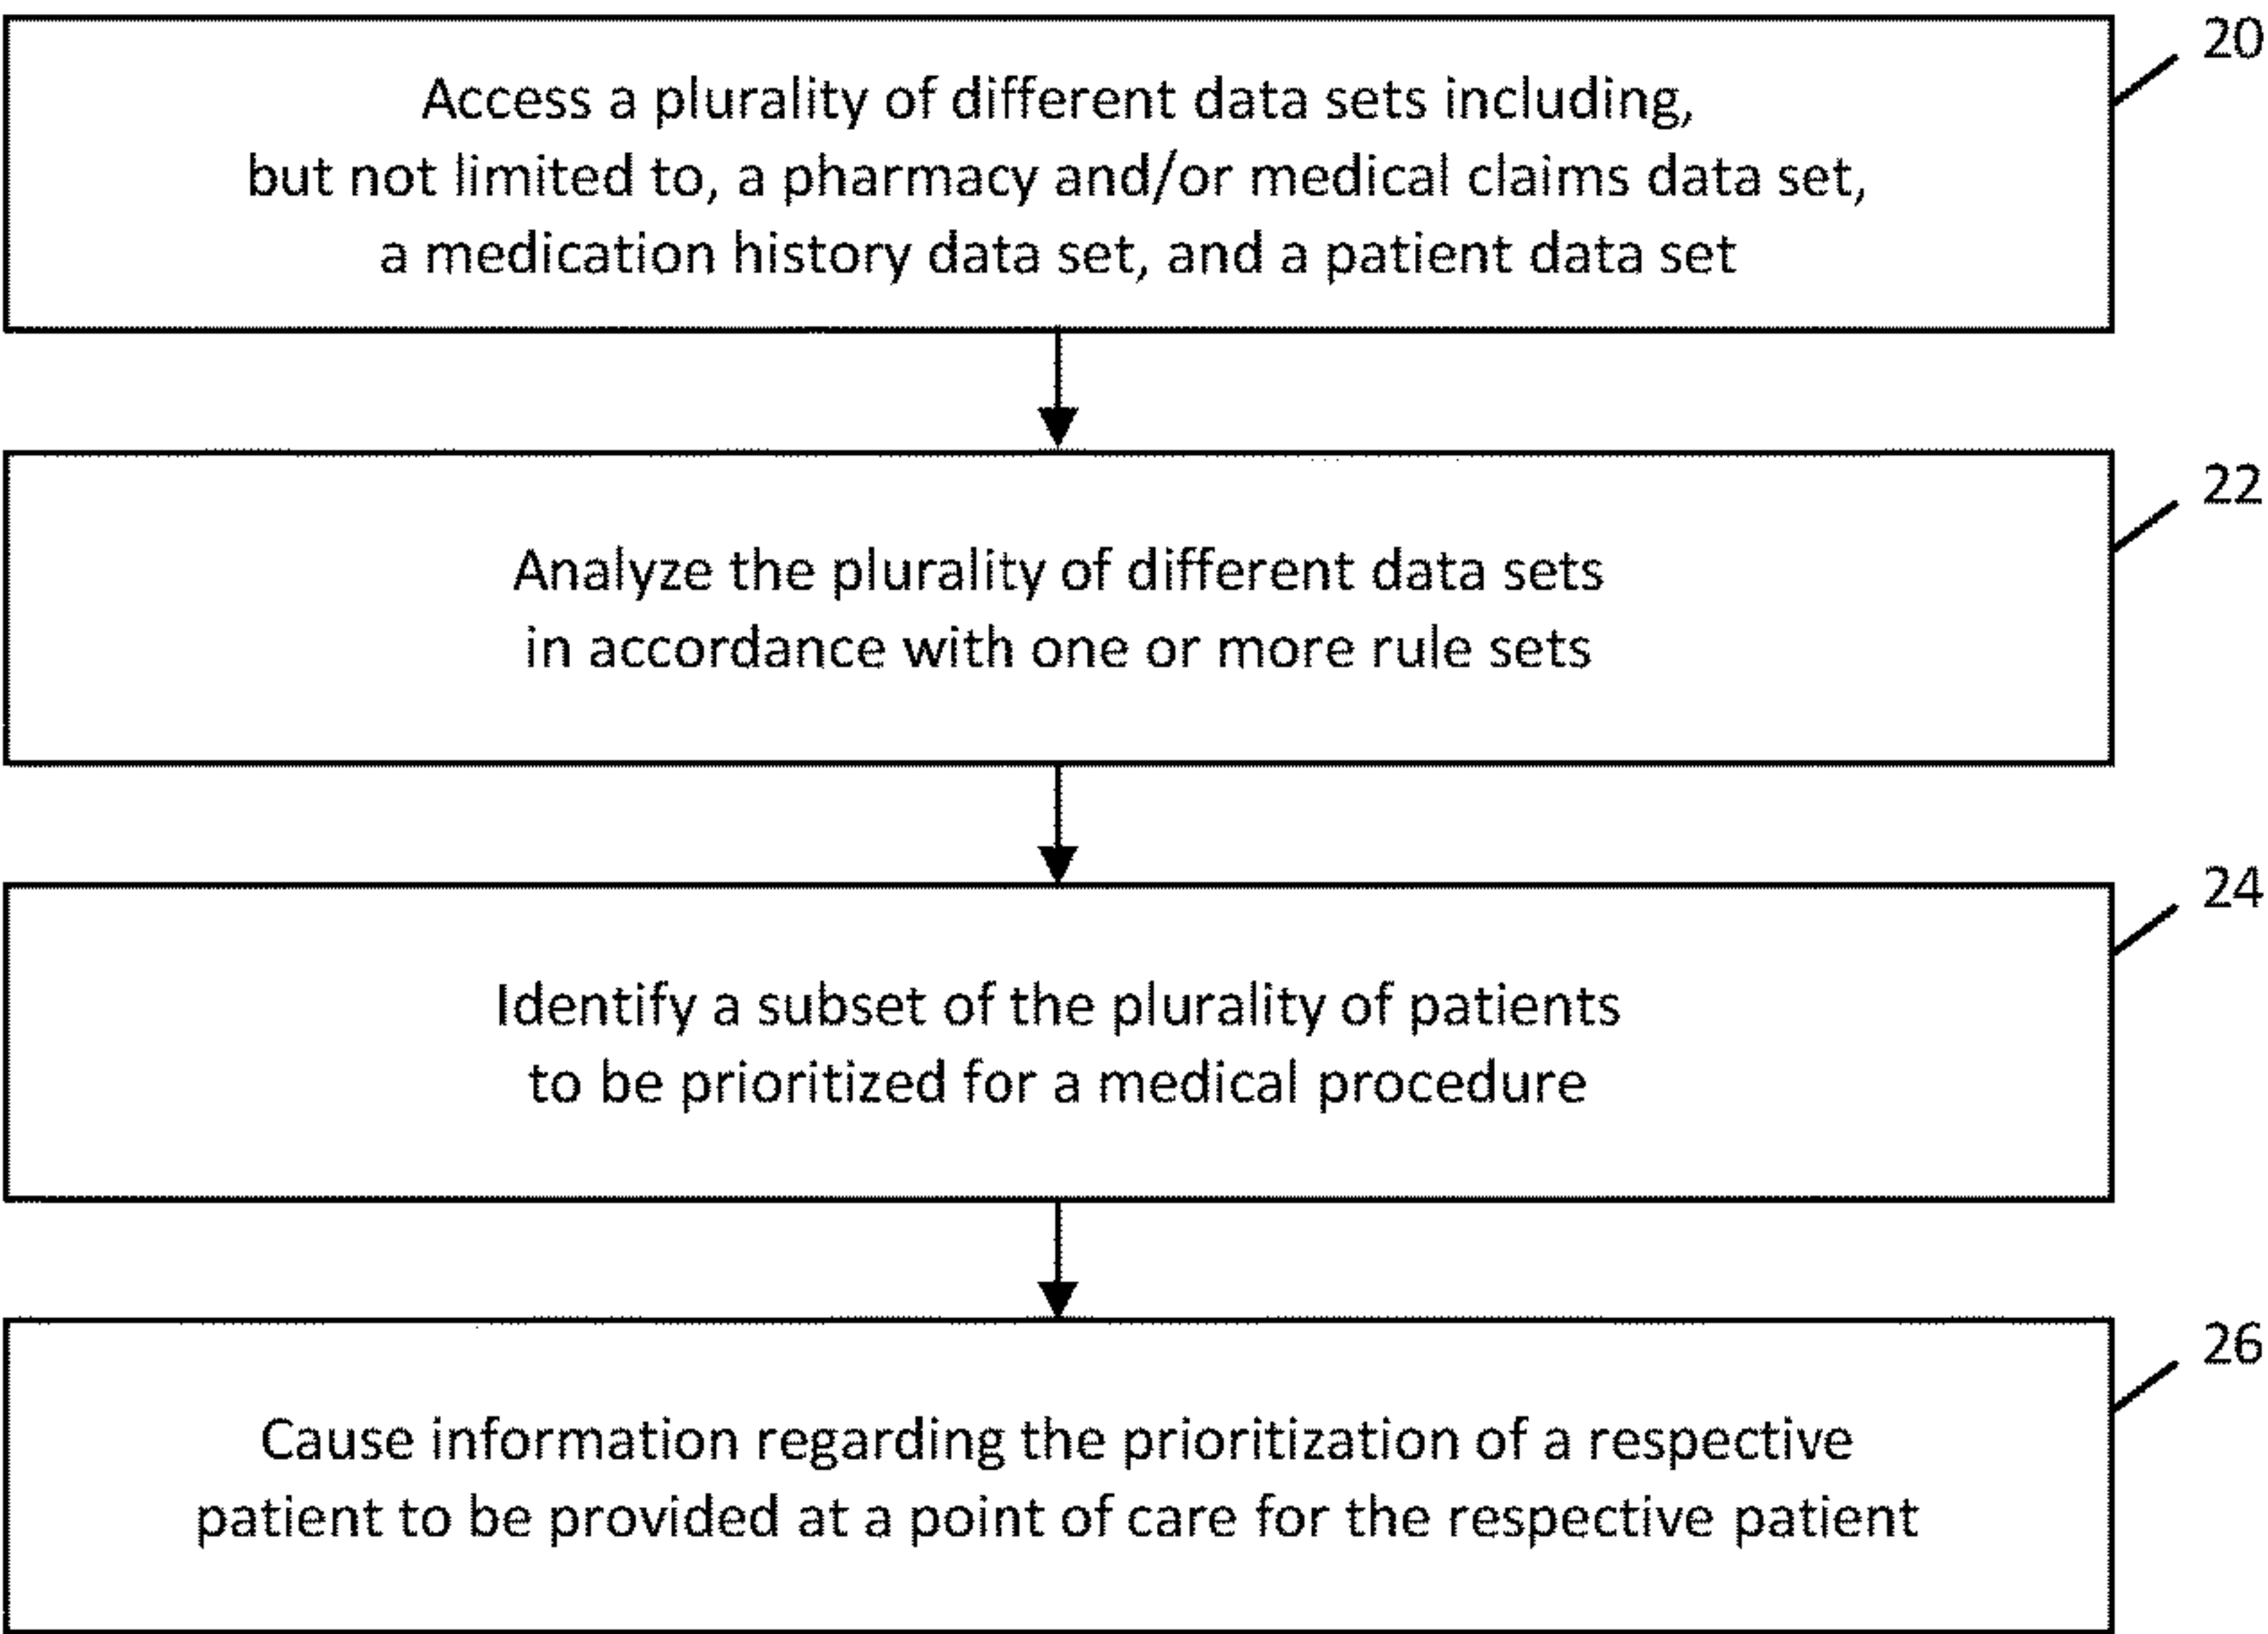 20
Access a plurality of different data sets including,
but not limited to, a pharmacy and/or medical claims data set,
a medication history data set, and a patient data set
22
Analyze the plurality of different data sets
in accordance with one or more rule sets
24
Identify a subset of the plurality of patients
to be prioritized for a medical procedure
26
Cause information regarding the prioritization of a respective
patient to be provided at a point of care for the respective patient